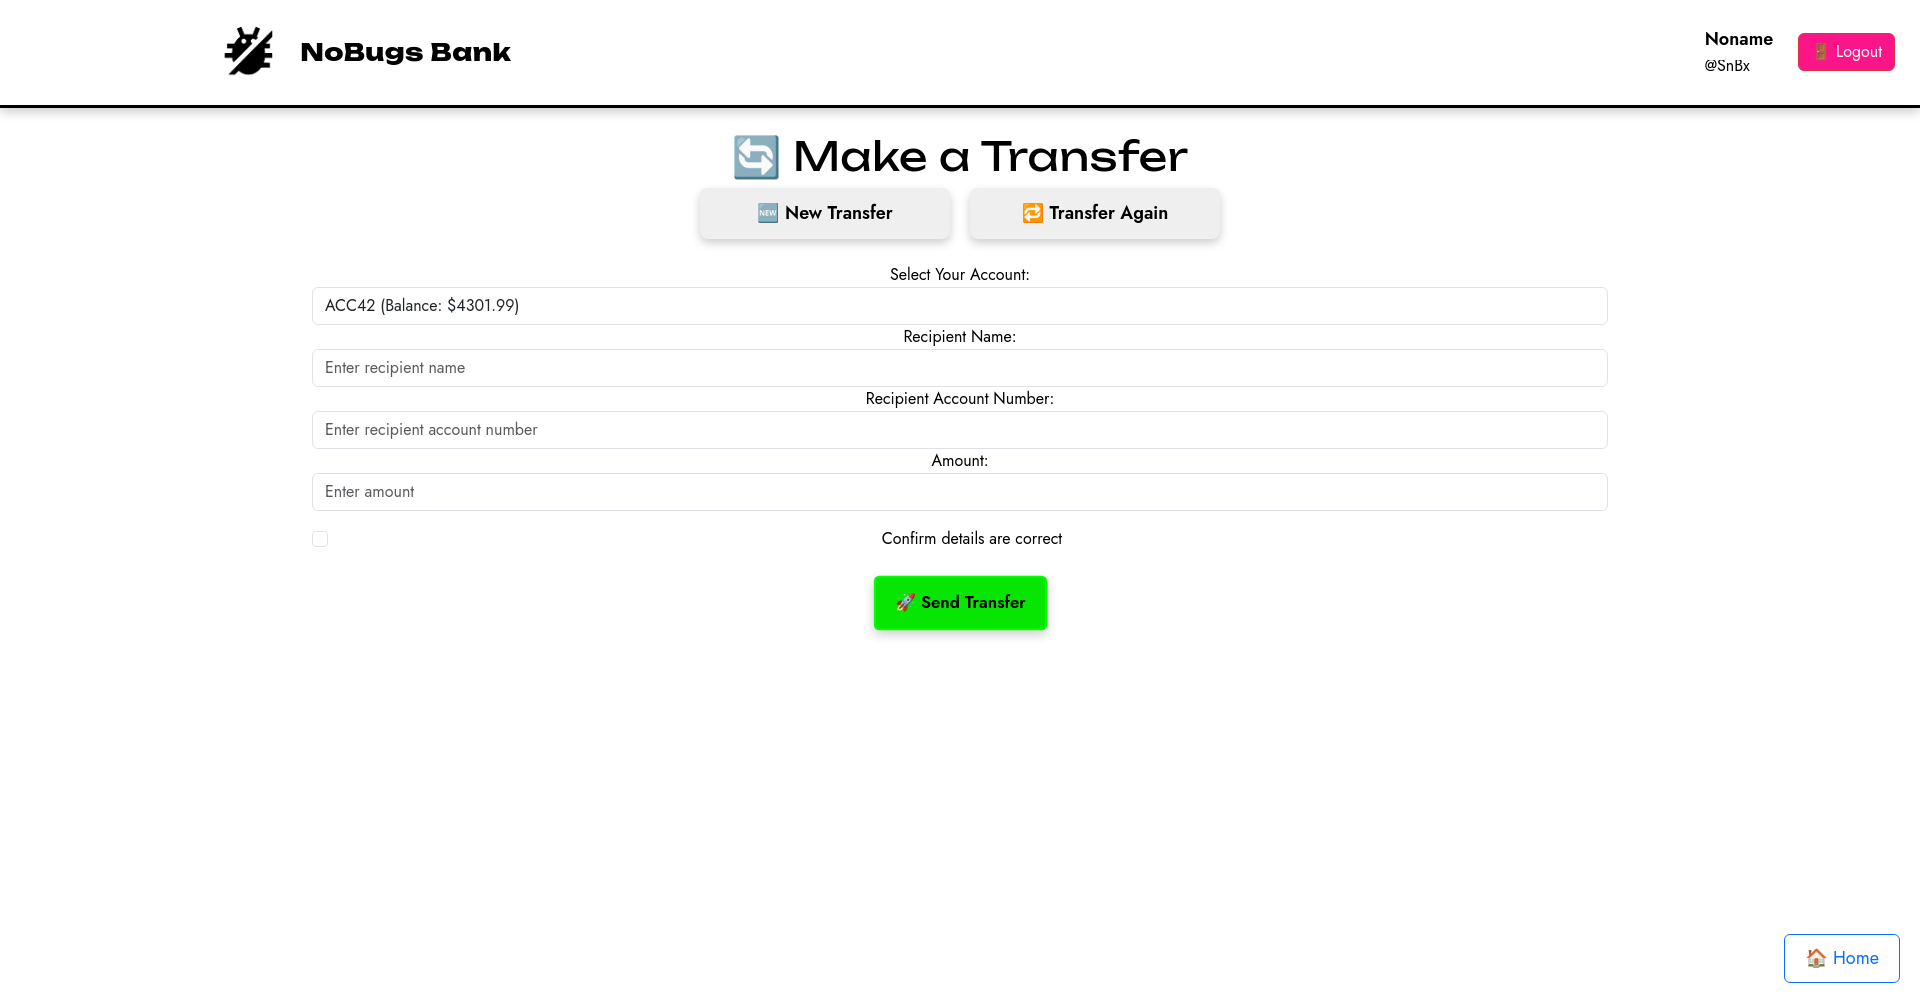 NoBugs Bank
Noname
@SnBx
🚪 Logout
🔄 Make a Transfer
🆕 New Transfer
🔁 Transfer Again
Select Your Account:
ACC42 (Balance: $4301.99)
Recipient Name:
Enter recipient name
Recipient Account Number:
Enter recipient account number
Amount:
Enter amount
Confirm details are correct
🚀 Send Transfer
🏠 Home